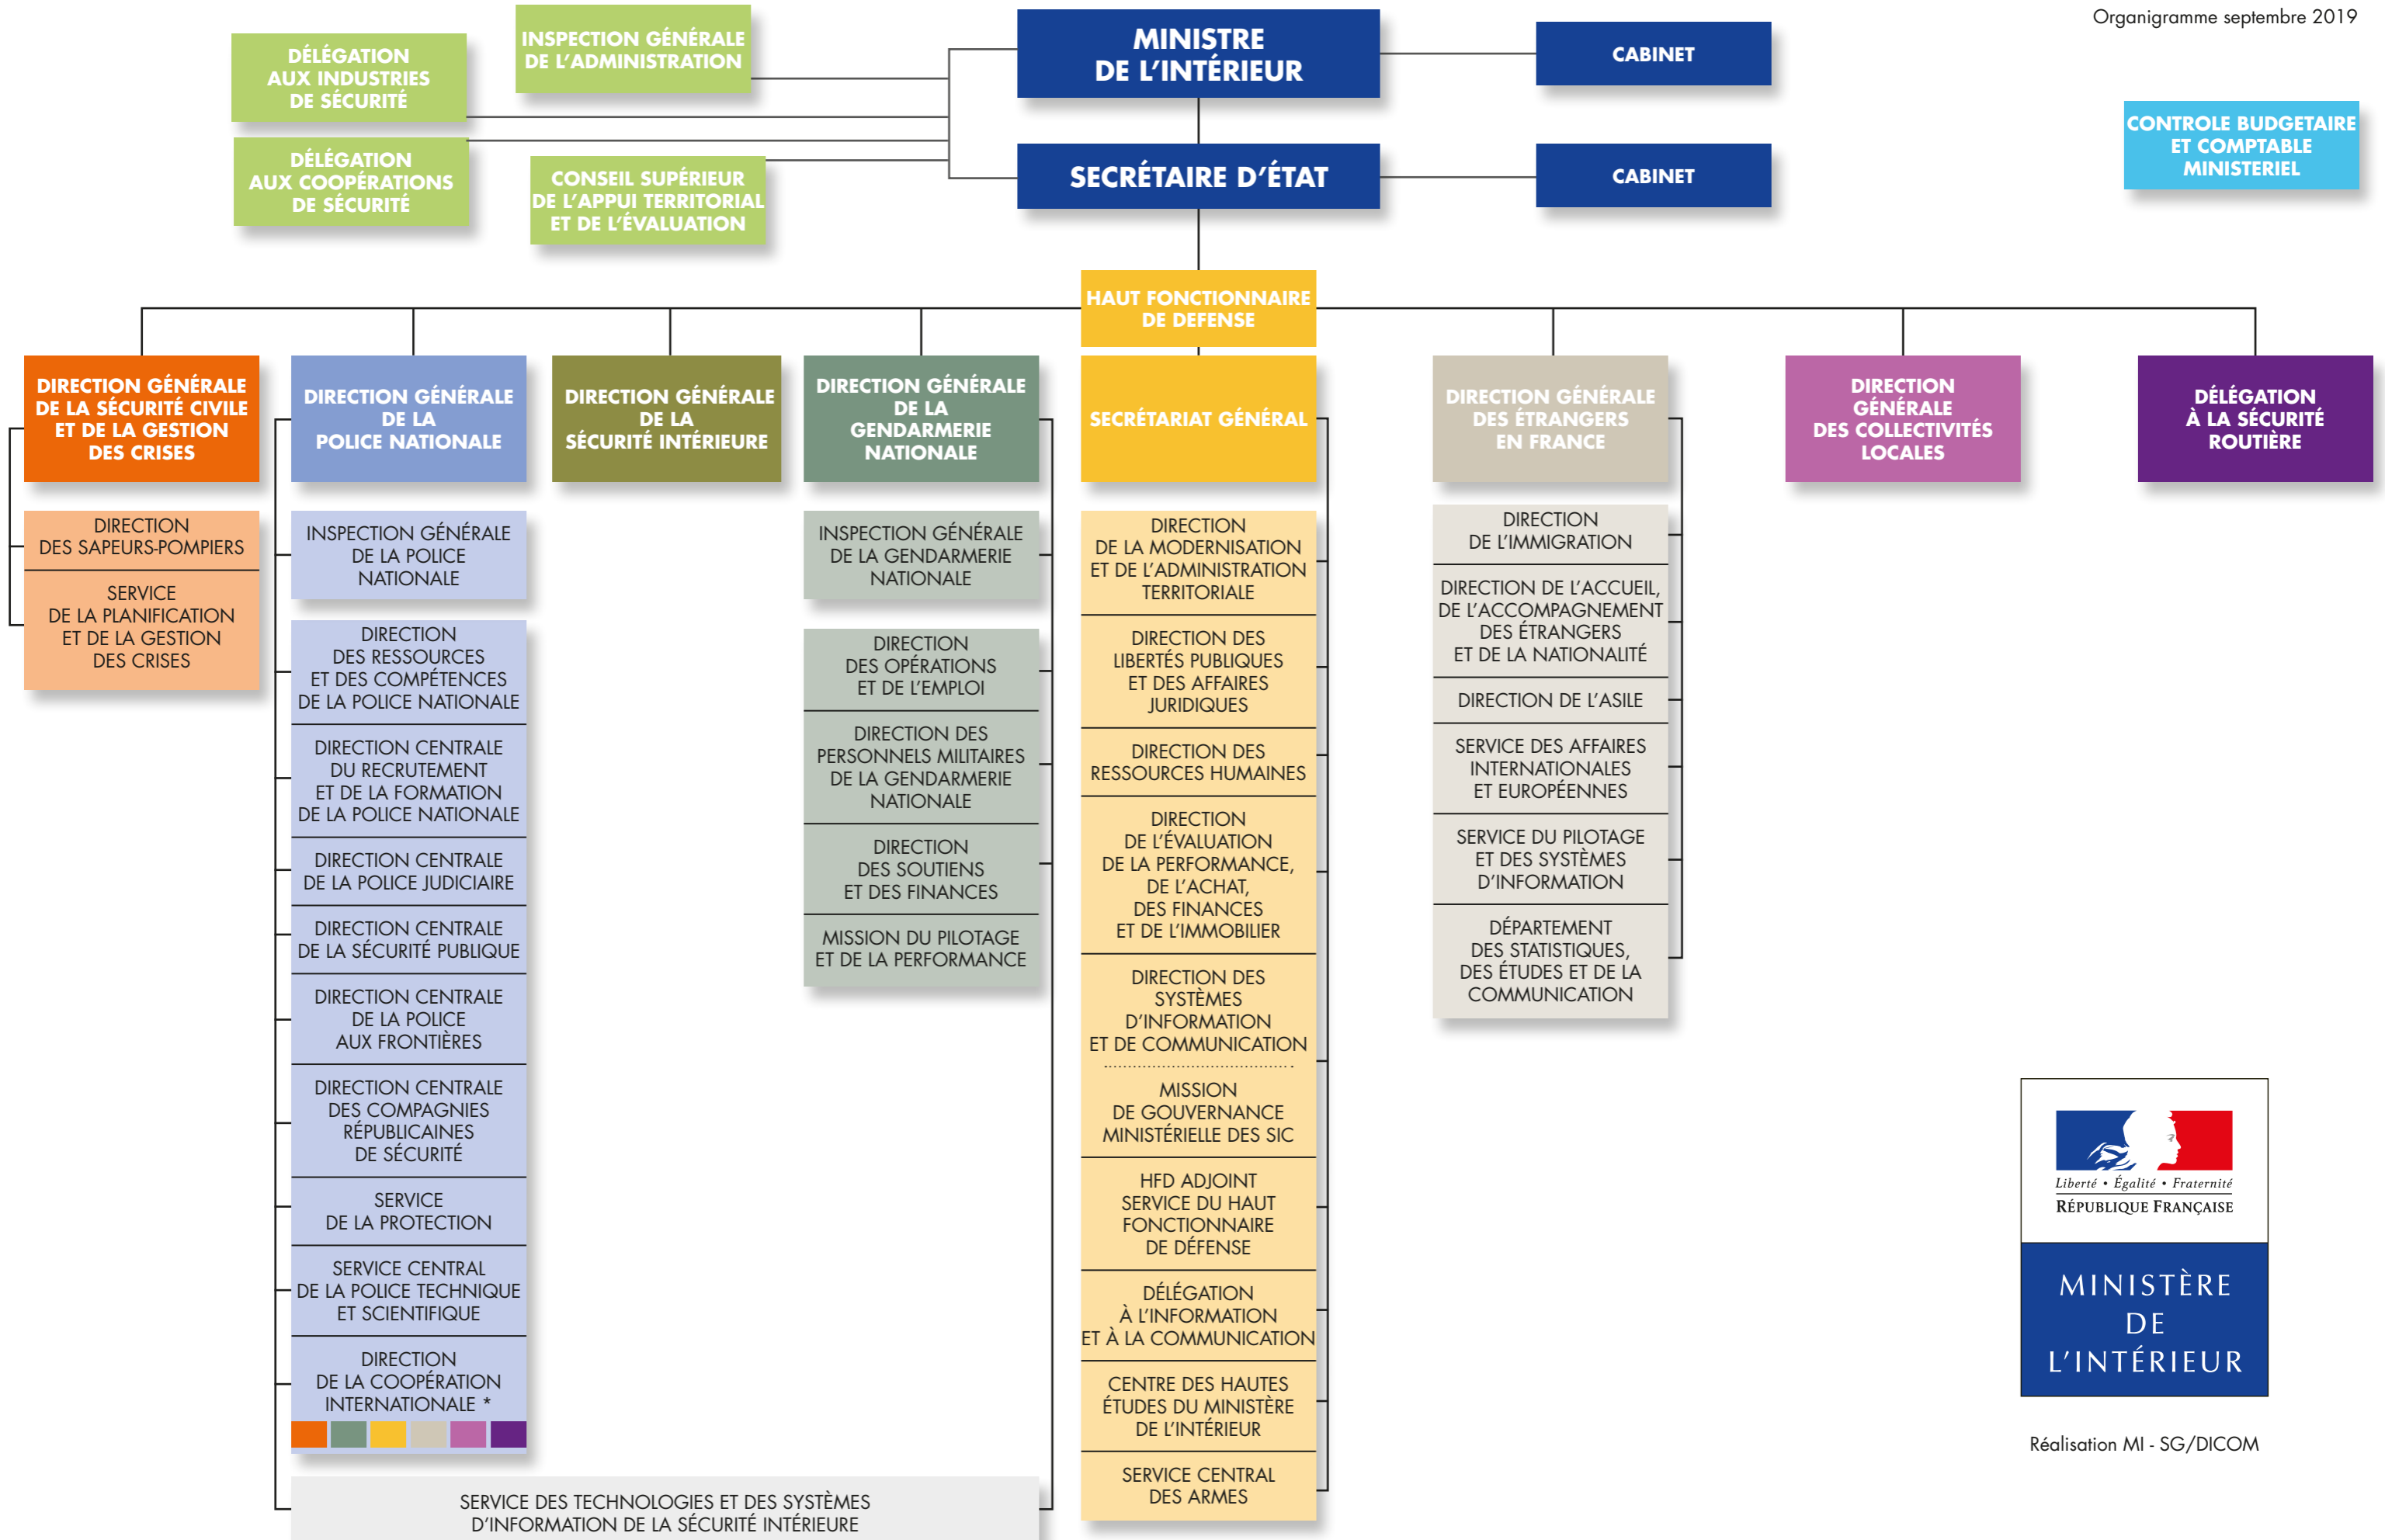 Organigramme septembre 2019
DÉLÉGATION
AUX INDUSTRIES
DE SÉCURITÉ
INSPECTION GÉNÉRALE
DE L'ADMINISTRATION
MINISTRE
DE L'INTÉRIEUR
CABINET
CONTROLE BUDGETAIRE
ET COMPTABLE
MINISTERIEL
DÉLÉGATION
AUX COOPÉRATIONS
DE SÉCURITÉ
CONSEIL SUPÉRIEUR
DE L'APPUI TERRITORIAL
ET DE L'ÉVALUATION
SECRÉTAIRE D'ÉTAT
CABINET
HAUT FONCTIONNAIRE
DE DEFENSE
DIRECTION GÉNÉRALE
DE LA SÉCURITÉ CIVILE
ET DE LA GESTION
DES CRISES
DIRECTION GÉNÉRALE
DE LA
POLICE NATIONALE
DIRECTION GÉNÉRALE
DE LA
SÉCURITÉ INTÉRIEURE
DIRECTION GÉNÉRALE
DE LA
GENDARMERIE
NATIONALE
SECRÉTARIAT GÉNÉRAL
DIRECTION GÉNÉRALE
DES ÉTRANGERS
EN FRANCE
DIRECTION
GÉNÉRALE
DES COLLECTIVITÉS
LOCALES
DÉLÉGATION
À LA SÉCURITÉ
ROUTIÈRE
DIRECTION
DES SAPEURS-POMPIERS
SERVICE
DE LA PLANIFICATION
ET DE LA GESTION
DES CRISES
INSPECTION GÉNÉRALE
DE LA POLICE
NATIONALE
DIRECTION
DES RESSOURCES
ET DES COMPÉTENCES
DE LA POLICE NATIONALE
DIRECTION CENTRALE
DU RECRUTEMENT
ET DE LA FORMATION
DE LA POLICE NATIONALE
DIRECTION CENTRALE
DE LA POLICE JUDICIAIRE
DIRECTION CENTRALE
DE LA SÉCURITÉ PUBLIQUE
DIRECTION CENTRALE
DE LA POLICE
AUX FRONTIÈRES
DIRECTION CENTRALE
DES COMPAGNIES
RÉPUBLICAINES
DE SÉCURITÉ
SERVICE
DE LA PROTECTION
SERVICE CENTRAL
DE LA POLICE TECHNIQUE
ET SCIENTIFIQUE
DIRECTION
DE LA COOPÉRATION
INTERNATIONALE *
INSPECTION GÉNÉRALE
DE LA GENDARMERIE
NATIONALE
DIRECTION
DES OPÉRATIONS
ET DE L'EMPLOI
DIRECTION DES
PERSONNELS MILITAIRES
DE LA GENDARMERIE
NATIONALE
DIRECTION
DES SOUTIENS
ET DES FINANCES
MISSION DU PILOTAGE
ET DE LA PERFORMANCE
SERVICE DES TECHNOLOGIES ET DES SYSTÈMES
D'INFORMATION DE LA SÉCURITÉ INTÉRIEURE
DIRECTION
DE LA MODERNISATION
ET DE L'ADMINISTRATION
TERRITORIALE
DIRECTION DES
LIBERTÉS PUBLIQUES
ET DES AFFAIRES
JURIDIQUES
DIRECTION DES
RESSOURCES HUMAINES
DIRECTION
DE L'ÉVALUATION
DE LA PERFORMANCE,
DE L'ACHAT,
DES FINANCES
ET DE L'IMMOBILIER
DIRECTION DES
SYSTÈMES
D'INFORMATION
ET DE COMMUNICATION
MISSION
DE GOUVERNANCE
MINISTÉRIELLE DES SIC
HFD ADJOINT
SERVICE DU HAUT
FONCTIONNAIRE
DE DÉFENSE
DÉLÉGATION
À L'INFORMATION
ET À LA COMMUNICATION
CENTRE DES HAUTES
ÉTUDES DU MINISTÈRE
DE L'INTÉRIEUR
SERVICE CENTRAL
DES ARMES
DIRECTION
DE L'IMMIGRATION
DIRECTION DE L'ACCUEIL,
DE L'ACCOMPAGNEMENT
DES ÉTRANGERS
ET DE LA NATIONALITÉ
DIRECTION DE L'ASILE
SERVICE DES AFFAIRES
INTERNATIONALES
ET EUROPÉENNES
SERVICE DU PILOTAGE
ET DES SYSTÈMES
D'INFORMATION
DÉPARTEMENT
DES STATISTIQUES,
DES ÉTUDES ET DE LA
COMMUNICATION
Liberté • Égalité • Fraternité
RÉPUBLIQUE FRANÇAISE
MINISTÈRE
DE
L'INTÉRIEUR
Réalisation MI - SG/DICOM